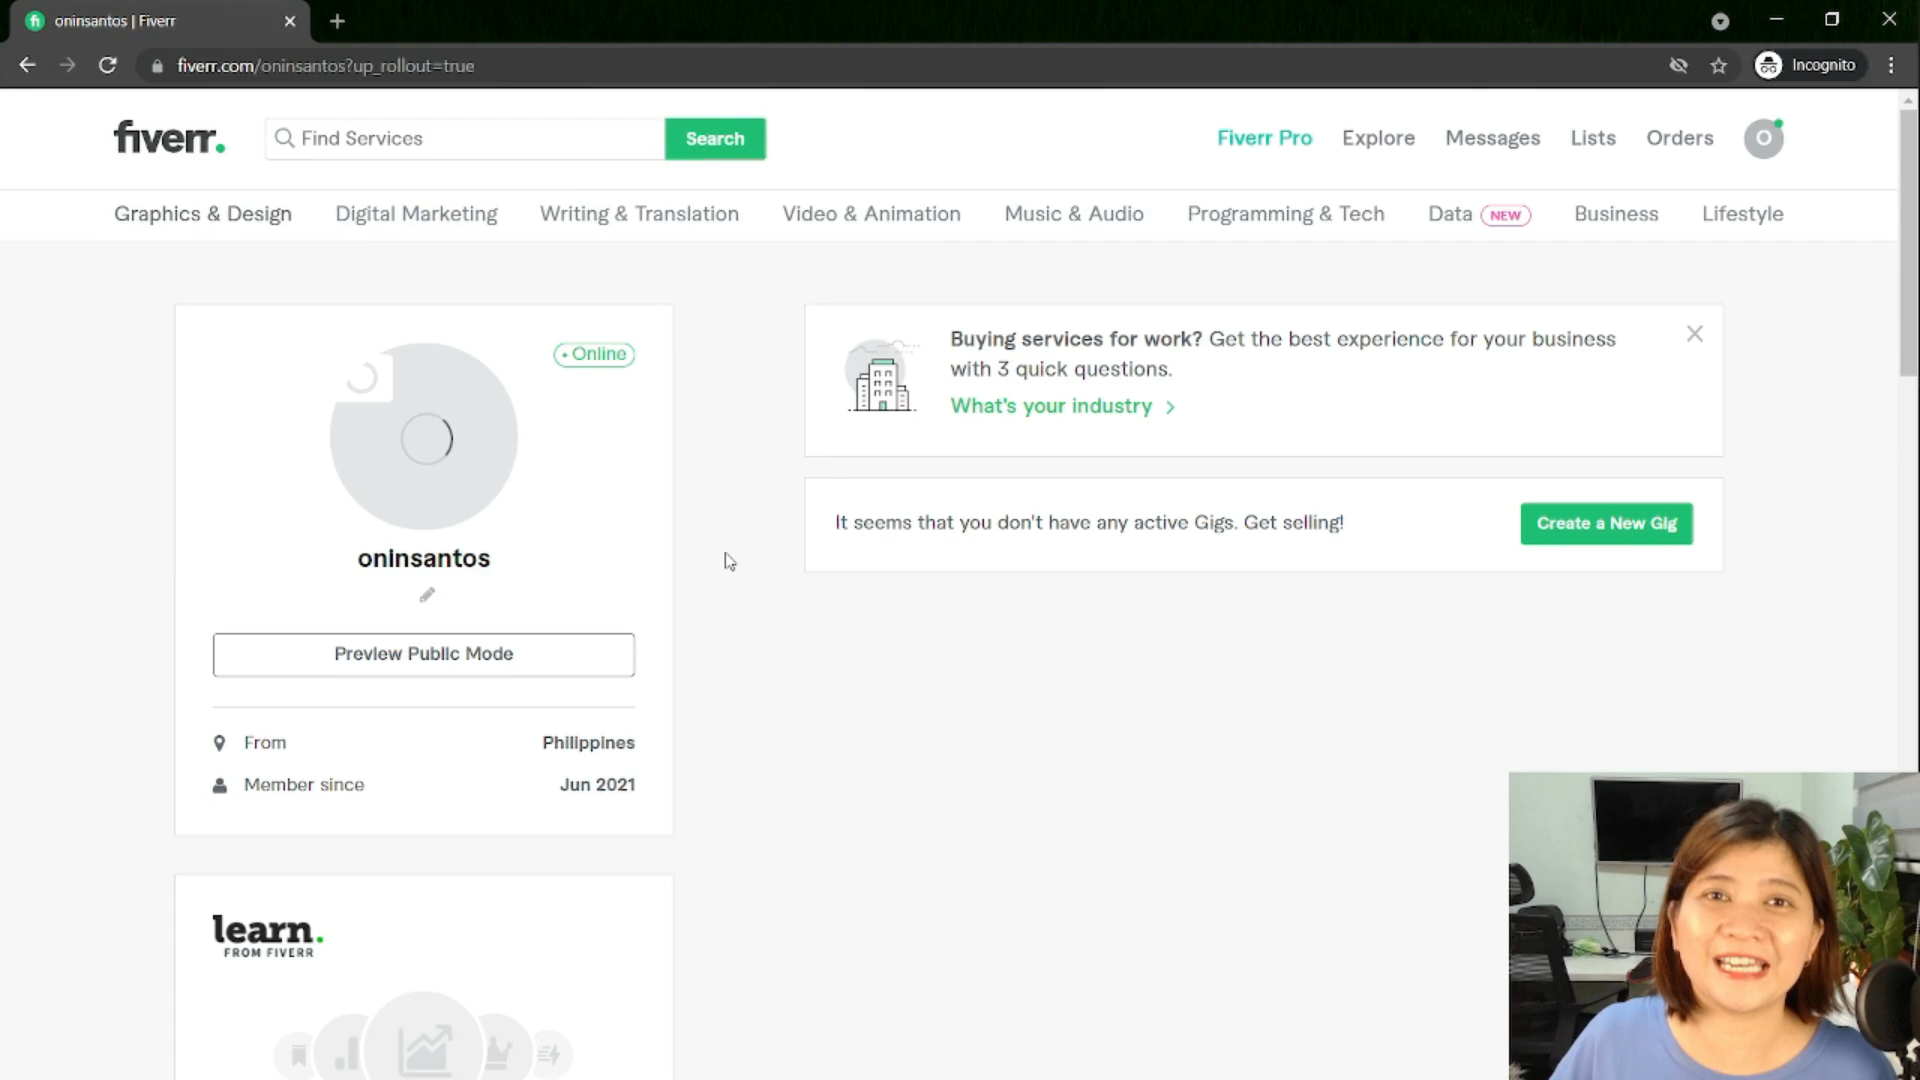 oninsantos | Fiverr
fiverr.com/oninsantos?up_rollout=true
Incognito
fiverr.
Find Services
Search
Fiverr Pro
Explore
Messages
Lists
Orders
O
Graphics & Design
Digital Marketing
Writing & Translation
Video & Animation
Music & Audio
Programming & Tech
Data NEW
Business
Lifestyle
• Online
oninsantos
Preview Public Mode
From Philippines
Member since Jun 2021
learn.
FROM FIVERR
Buying services for work? Get the best experience for your business
with 3 quick questions.
What's your industry
It seems that you don't have any active Gigs. Get selling!
Create a New Gig